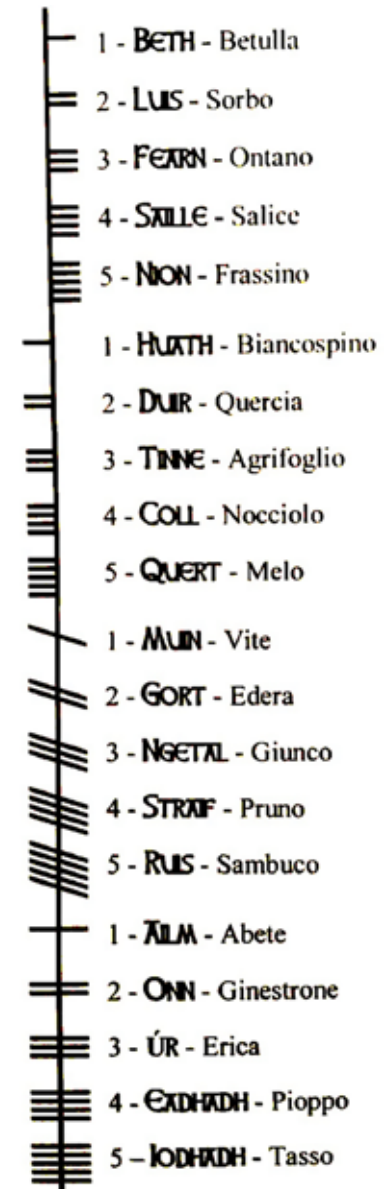 1 - BETH - Betulla
2 - LUIS - Sorbo
3 - FEARN - Ontano
4 - SAILLE - Salice
5 - NION - Frassino
1 - HUATH - Biancospino
2 - DUIR - Quercia
3 - TINNE - Agrifoglio
4 - COLL - Nocciolo
5 - QUERT - Melo
1 - MUIN - Vite
2 - GORT - Edera
3 - NGETAL - Giunco
4 - STRAIF - Pruno
5 - RUIS - Sambuco
1 - AILM - Abete
2 - ONN - Ginestrone
3 - ÚR - Erica
4 - EADHADH - Pioppo
5 – IODHADH - Tasso